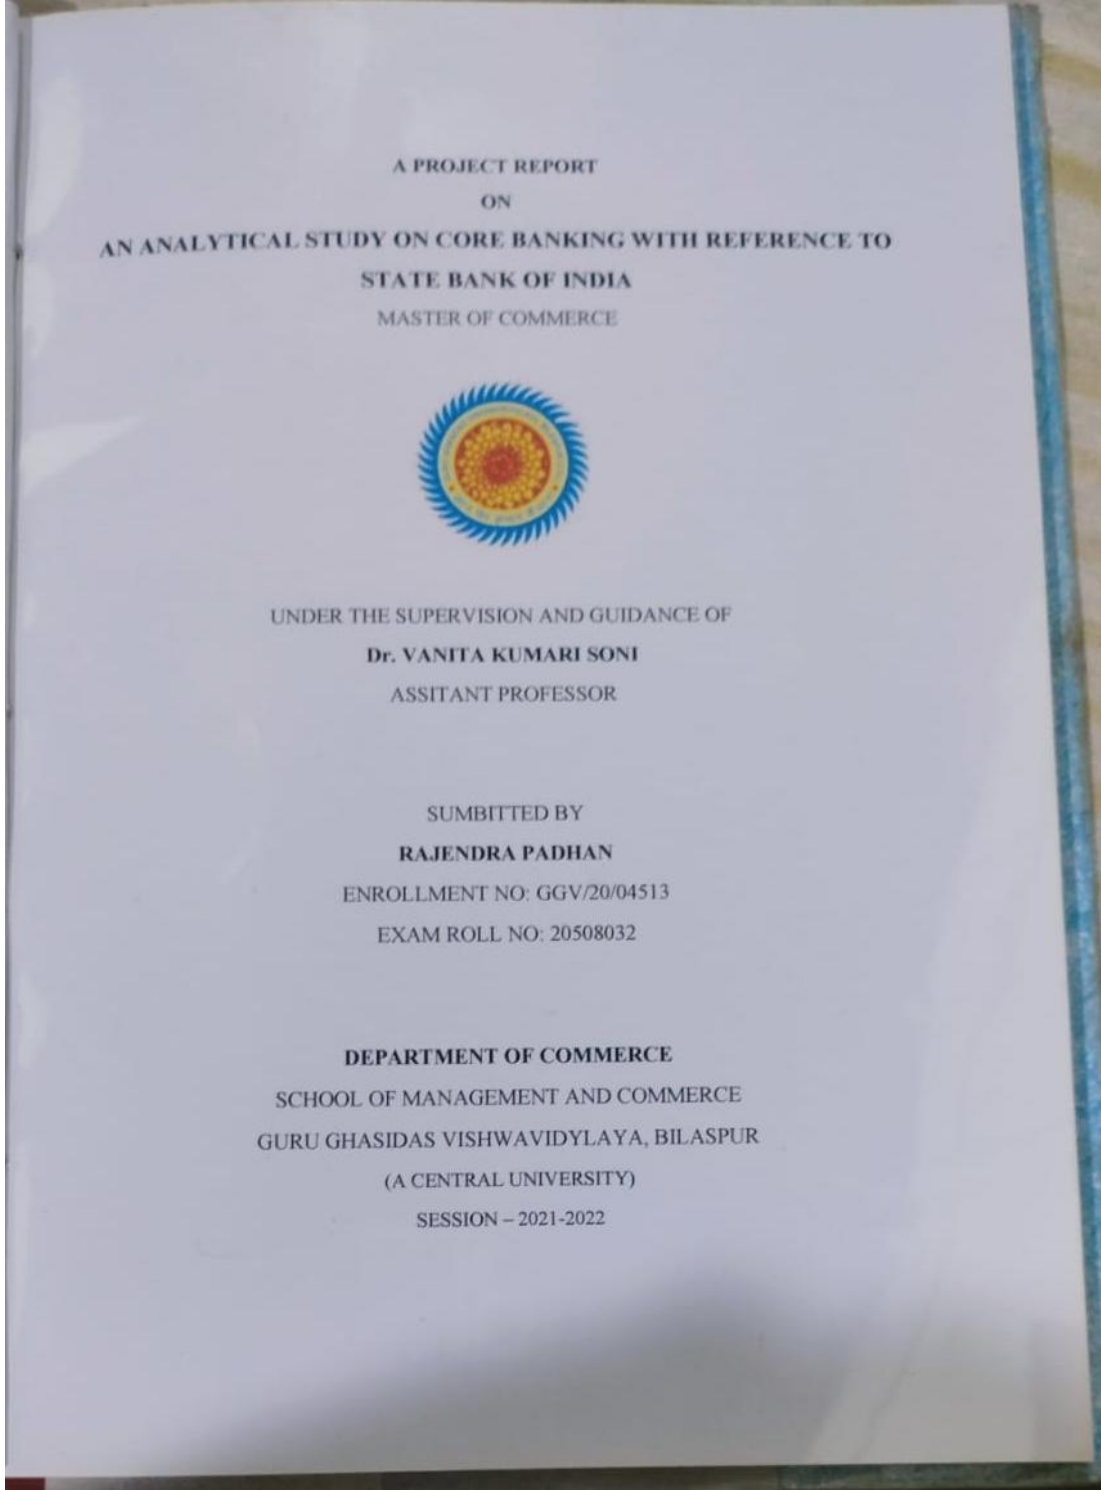 A PROJECT REPORT
ON
AN ANALYTICAL STUDY ON CORE BANKING WITH REFERENCE TO
STATE BANK OF INDIA
MASTER OF COMMERCE
UNDER THE SUPERVISION AND GUIDANCE OF
Dr. VANITA KUMARI SONI
ASSITANT PROFESSOR
SUMBITTED BY
RAJENDRA PADHAN
ENROLLMENT NO: GGV/20/04513
EXAM ROLL NO: 20508032
DEPARTMENT OF COMMERCE
SCHOOL OF MANAGEMENT AND COMMERCE
GURU GHASIDAS VISHWAVIDYLAYA, BILASPUR
(A CENTRAL UNIVERSITY)
SESSION – 2021-2022